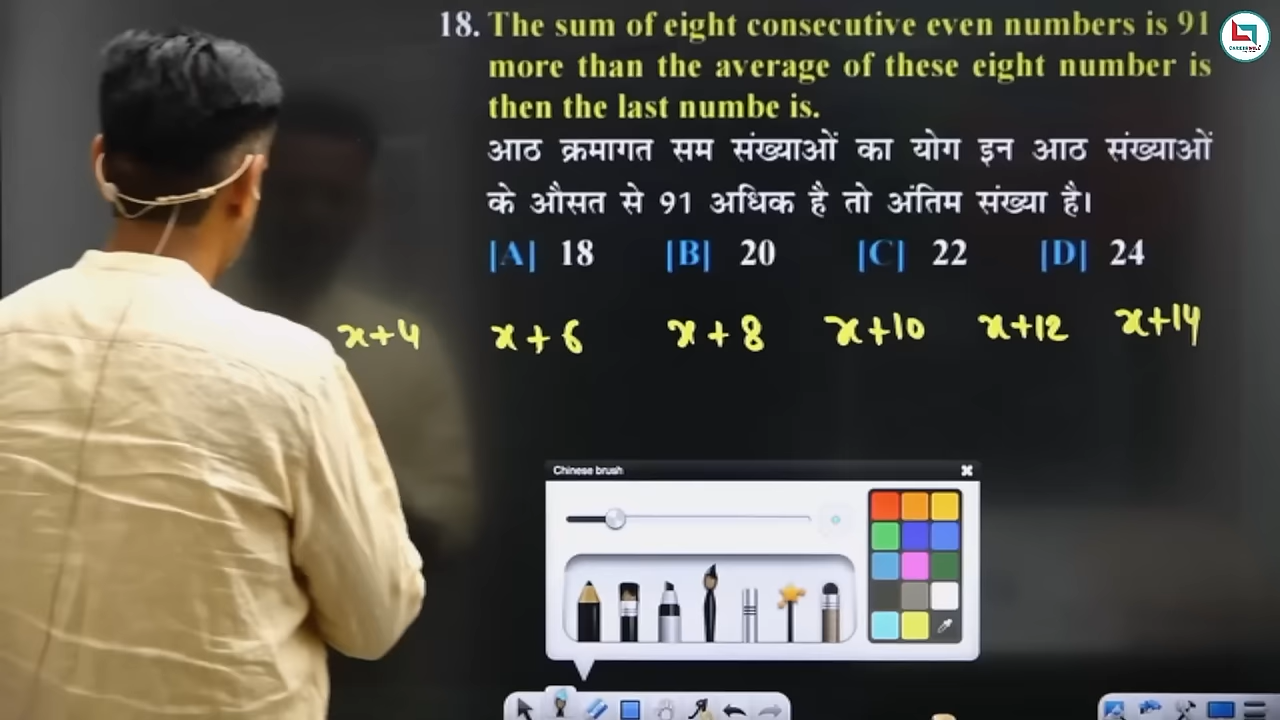 18. The sum of eight consecutive even numbers is 91
more than the average of these eight number is
then the last numbe is.
आठ क्रमागत सम संख्याओं का योग इन आठ संख्याओं
के औसत से 91 अधिक है तो अंतिम संख्या है।
[A] 18 [B] 20 [C] 22 [D] 24
x+4 x+6 x+8 x+10 x+12 x+14
Chinese brush